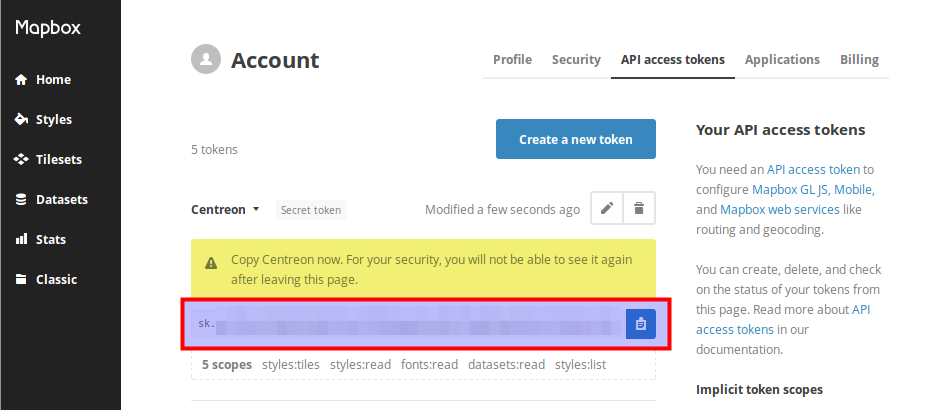 Mapbox
Home
Styles
Tilesets
Datasets
Stats
Classic
Account
Profile Security API access tokens Applications Billing
5 tokens
Create a new token
Centreon Secret token Modified a few seconds ago
Copy Centreon now. For your security, you will not be able to see it again
after leaving this page.
sk.
5 scopes styles:tiles styles:read fonts:read datasets:read styles:list
Your API access tokens
You need an API access token to
configure Mapbox GL JS, Mobile,
and Mapbox web services like
routing and geocoding.
You can create, delete, and check
on the status of your tokens from
this page. Read more about API
access tokens in our
documentation.
Implicit token scopes